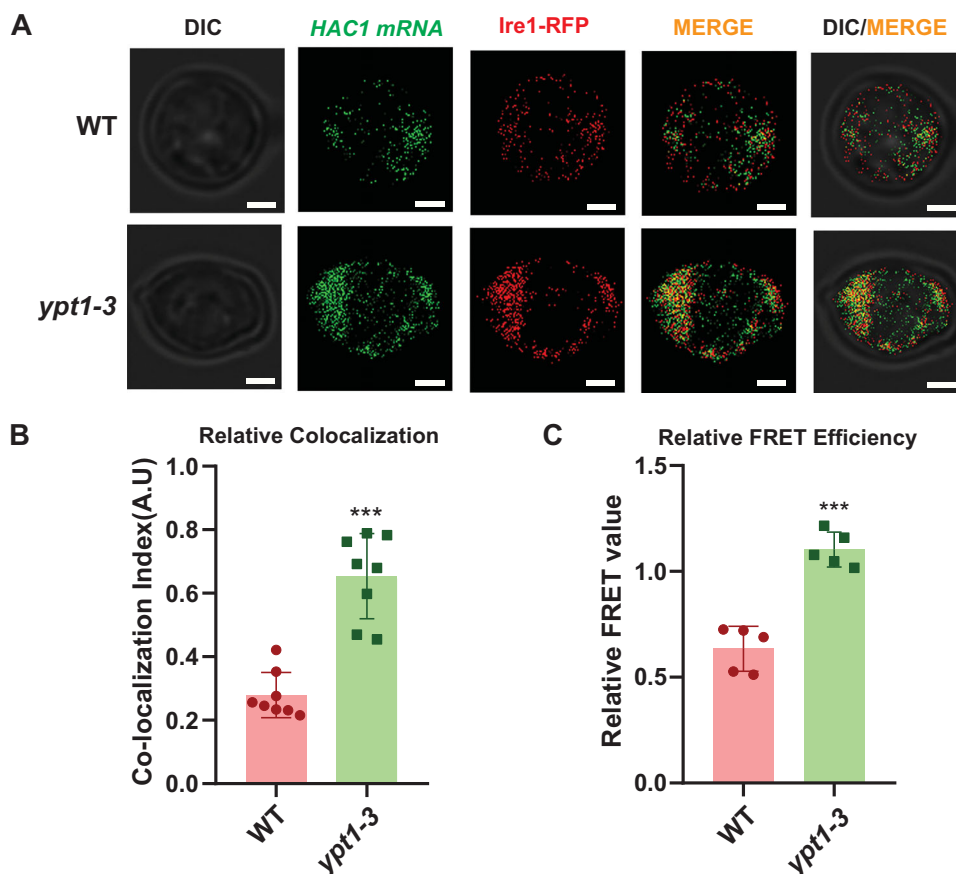 A
DIC
HAC1 mRNA
Ire1-RFP
MERGE
DIC/MERGE
WT
ypt1-3
B
Relative Colocalization
Co-localization Index(A.U)
1.0
0.8
0.6
0.4
0.2
0.0
***
WT
ypt1-3
C
Relative FRET Efficiency
Relative FRET value
1.5
1.0
0.5
0.0
***
WT
ypt1-3